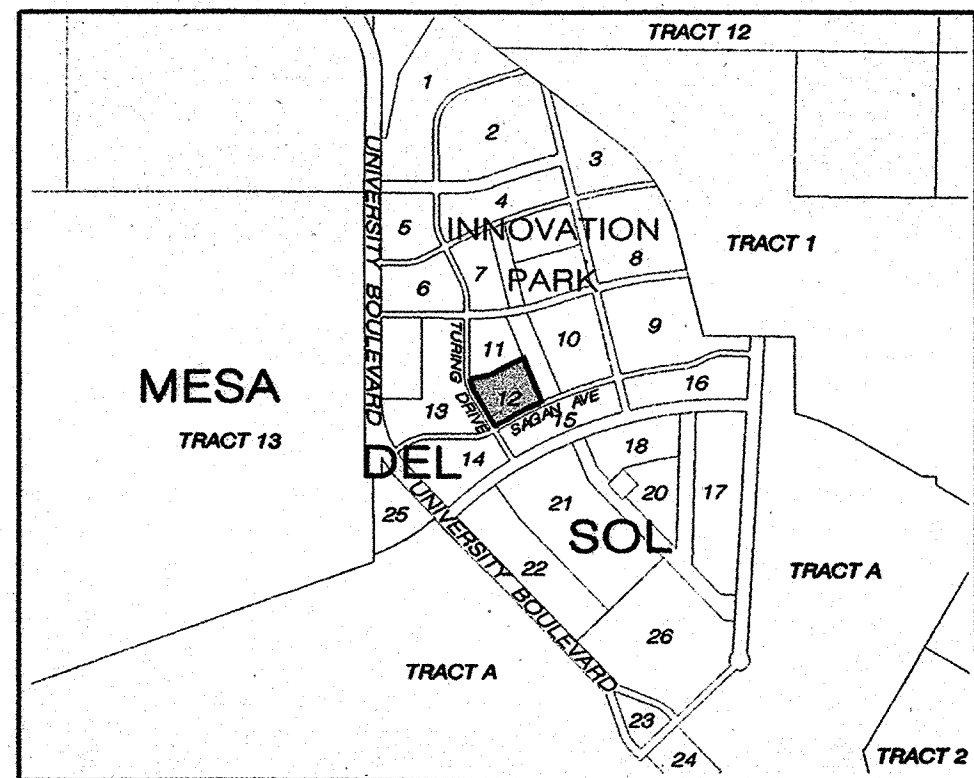 TRACT 12
1
2
3
UNIVERSITY BOULEVARD
4
5
INNOVATION
PARK
TRACT 1
8
7
6
9
10
11
TURING DRIVE
MESA
TRACT 13
12
SAGAN AVE
16
13
15
14
DEL
18
17
20
21
25
UNIVERSITY BOULEVARD
SOL
22
TRACT A
26
TRACT A
23
24
TRACT 2